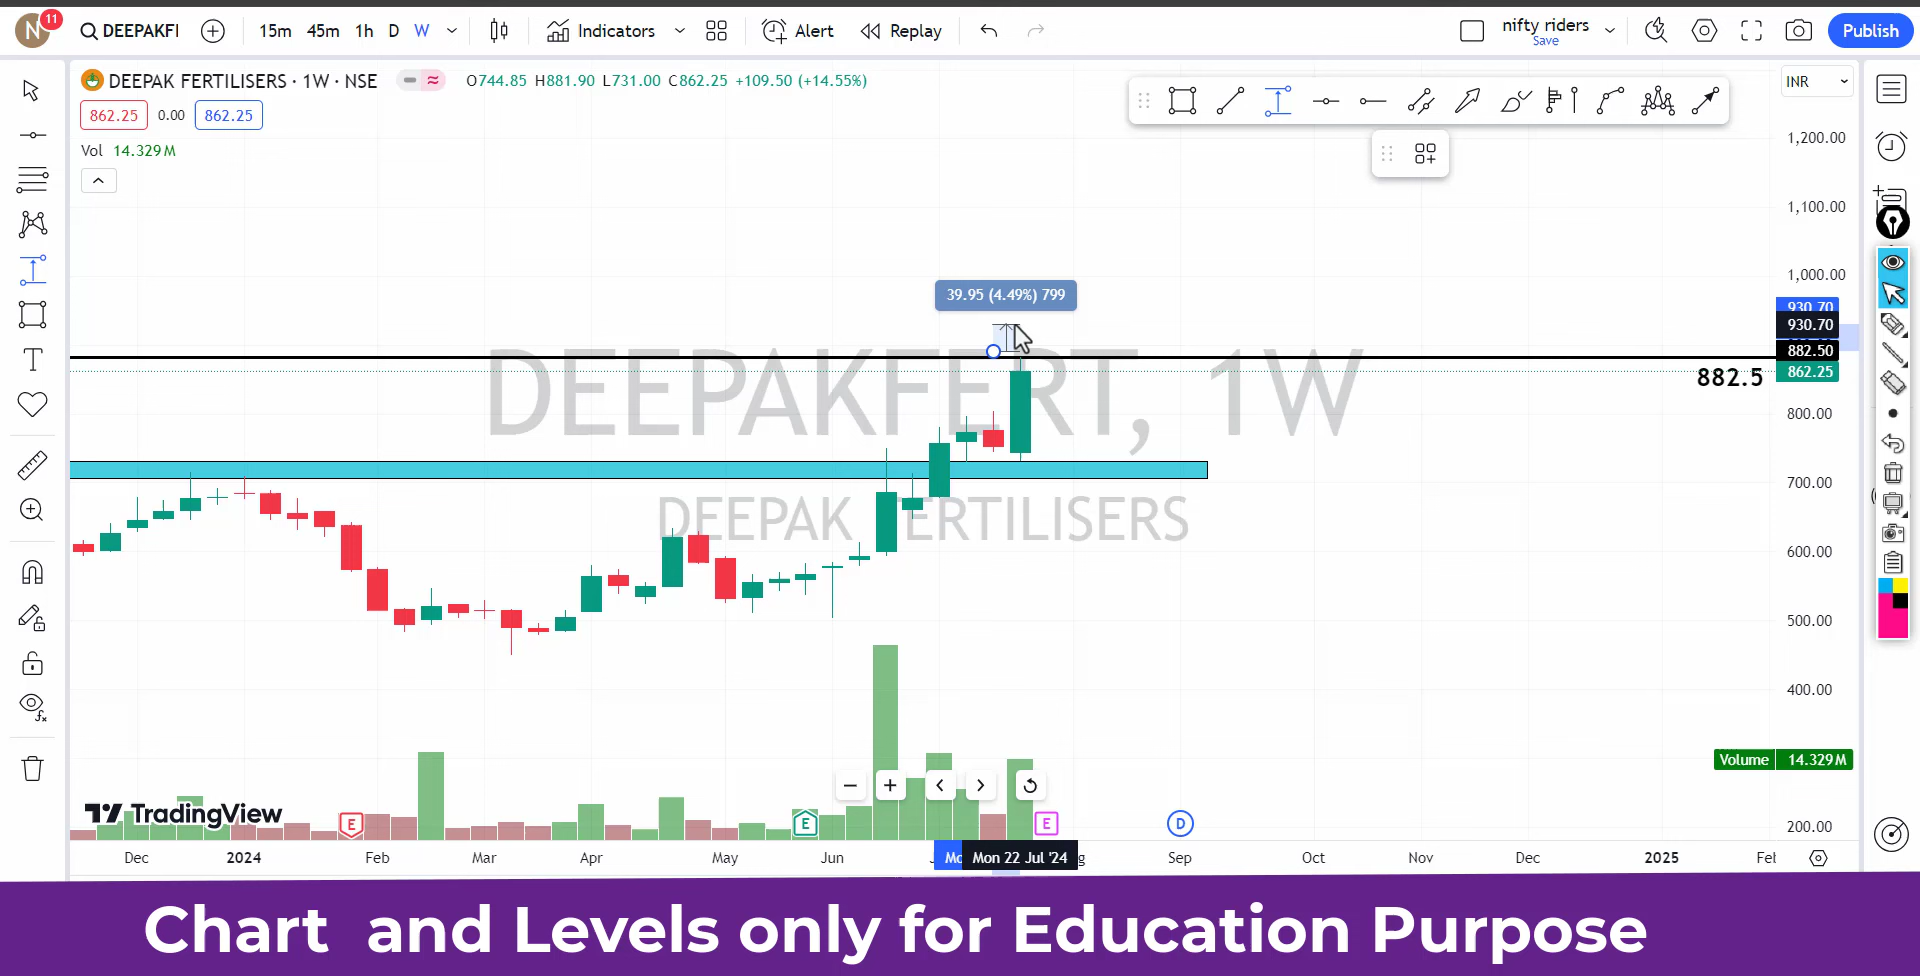 N
11
DEEPAKFI
15m 45m 1h D W
Indicators
Alert
Replay
nifty riders
Save
Publish
DEEPAK FERTILISERS · 1W · NSE
O744.85 H881.90 L731.00 C862.25 +109.50 (+14.55%)
INR
862.25 0.00 862.25
Vol 14.329M
1,200.00
1,100.00
1,000.00
39.95 (4.49%) 799
930.70
930.70
882.50
862.25
882.5
DEEPAKFERT, 1W
800.00
700.00
DEEPAK FERTILISERS
600.00
500.00
400.00
Volume 14.329M
TradingView
E
E
E
D
200.00
Dec 2024 Feb Mar Apr May Jun Mon 22 Jul '24 Sep Oct Nov Dec 2025
Chart and Levels only for Education Purpose